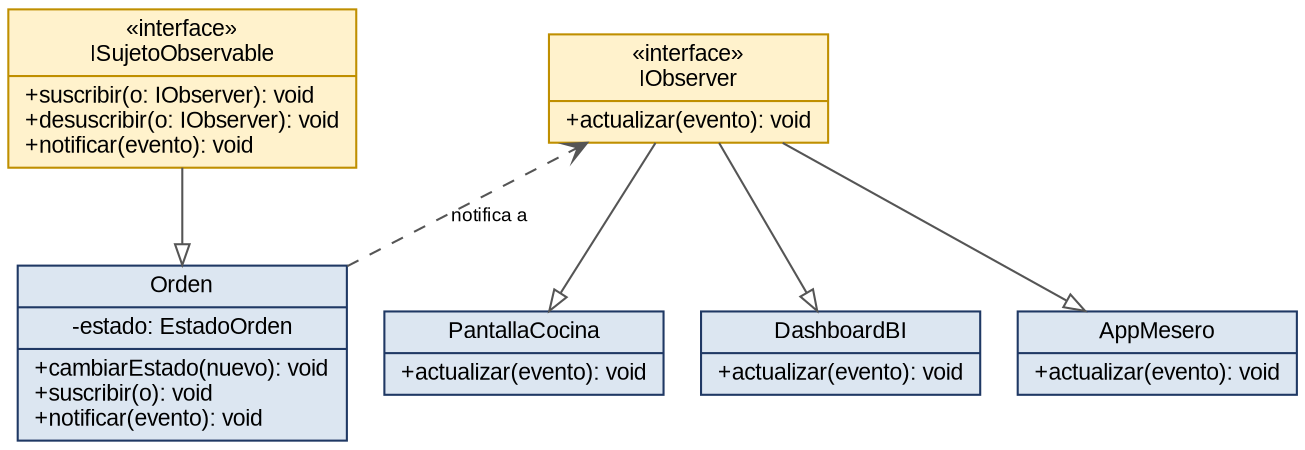 «interface»
ISujetoObservable
+suscribir(o: IObserver): void
+desuscribir(o: IObserver): void
+notificar(evento): void
«interface»
IObserver
+actualizar(evento): void
notifica a
Orden
-estado: EstadoOrden
+cambiarEstado(nuevo): void
+suscribir(o): void
+notificar(evento): void
PantallaCocina
+actualizar(evento): void
DashboardBI
+actualizar(evento): void
AppMesero
+actualizar(evento): void